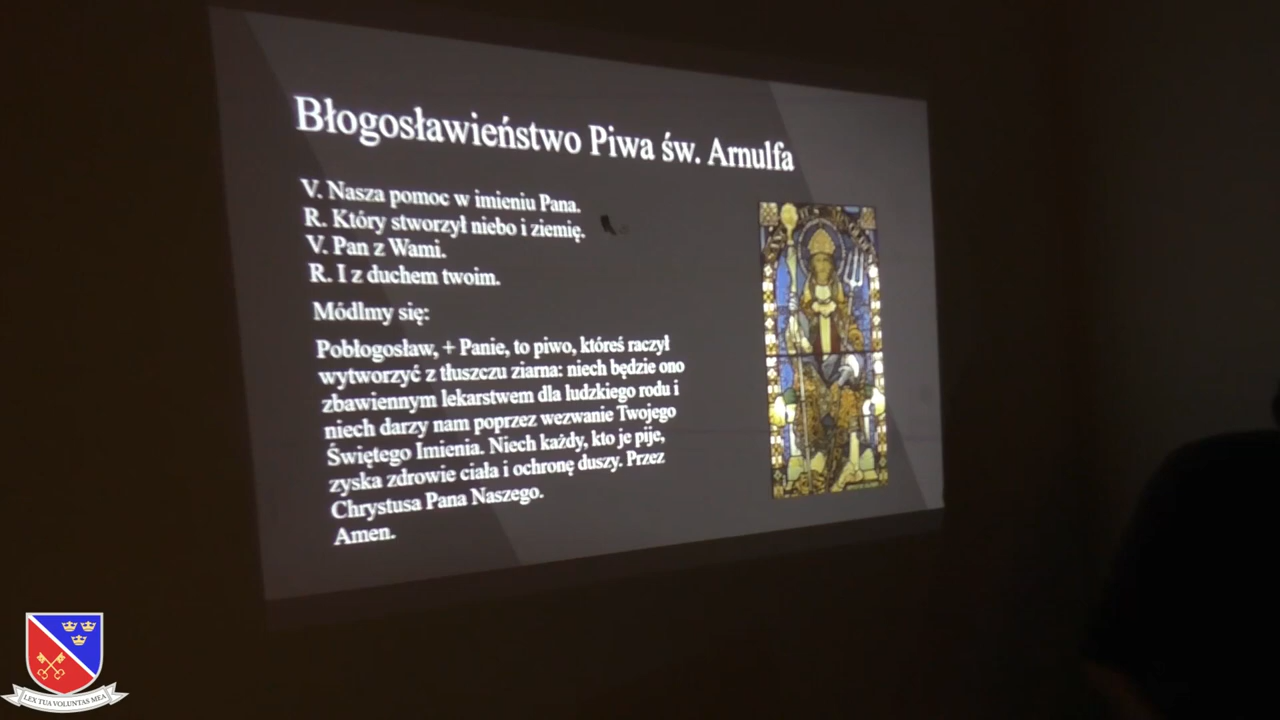 Błogosławieństwo Piwa św. Arnulfa
V. Nasza pomoc w imieniu Pana.
R. Który stworzył niebo i ziemię.
V. Pan z Wami.
R. I z duchem twoim.
Módlmy się:
Pobłogosław, + Panie, to piwo, któreś raczył
wytworzyć z tłuszczu ziarna: niech będzie ono
zbawiennym lekarstwem dla ludzkiego rodu i
niech darzy nam poprzez wezwanie Twojego
Świętego Imienia. Niech każdy, kto je pije,
zyska zdrowie ciała i ochronę duszy. Przez
Chrystusa Pana Naszego.
Amen.
LEX TUA VOLUNTAS MEA